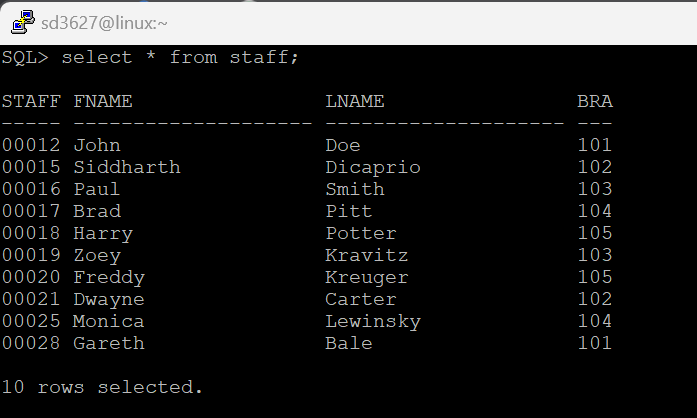 sd3627@linux:~
SQL> select * from staff;
STAFF FNAME                LNAME                BRA
----- -------------------- -------------------- ---
00012 John                 Doe                  101
00015 Siddharth            Dicaprio             102
00016 Paul                 Smith                103
00017 Brad                 Pitt                 104
00018 Harry                Potter               105
00019 Zoey                 Kravitz              103
00020 Freddy               Kreuger              105
00021 Dwayne               Carter               102
00025 Monica               Lewinsky             104
00028 Gareth               Bale                 101
10 rows selected.